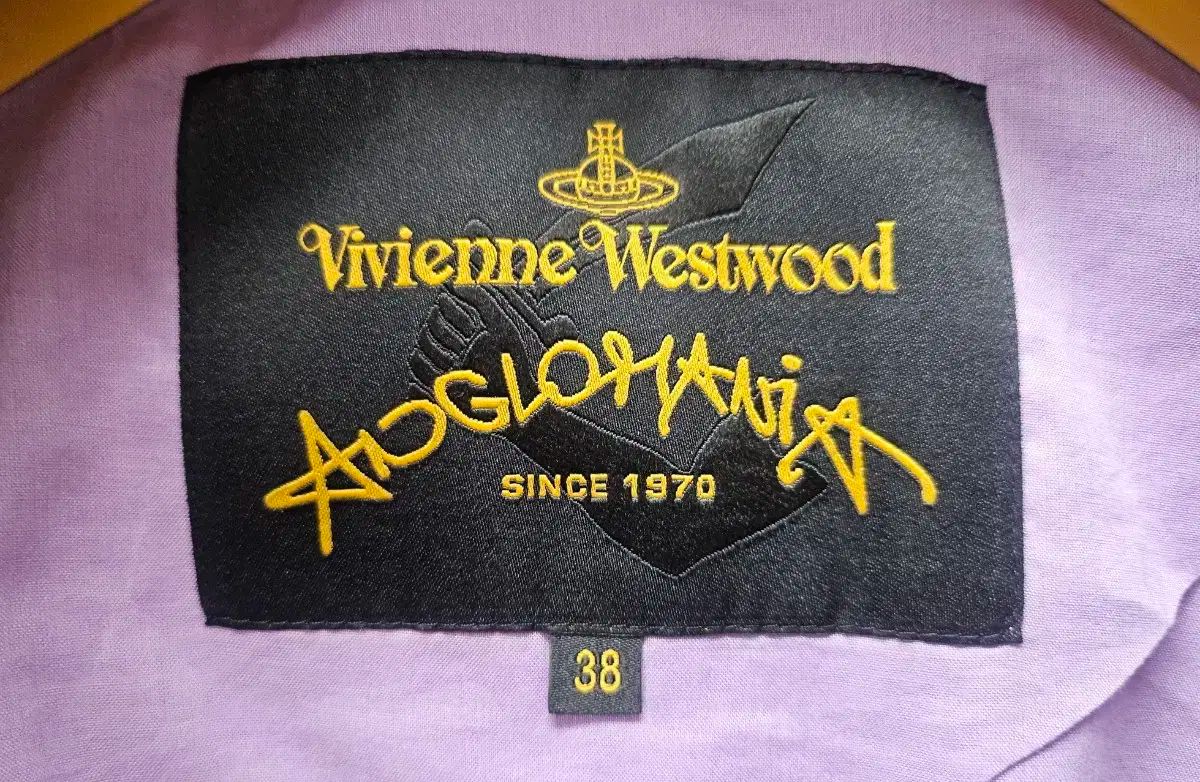 Vivienne Westwood
ANGLOMANiA
SINCE 1970
38